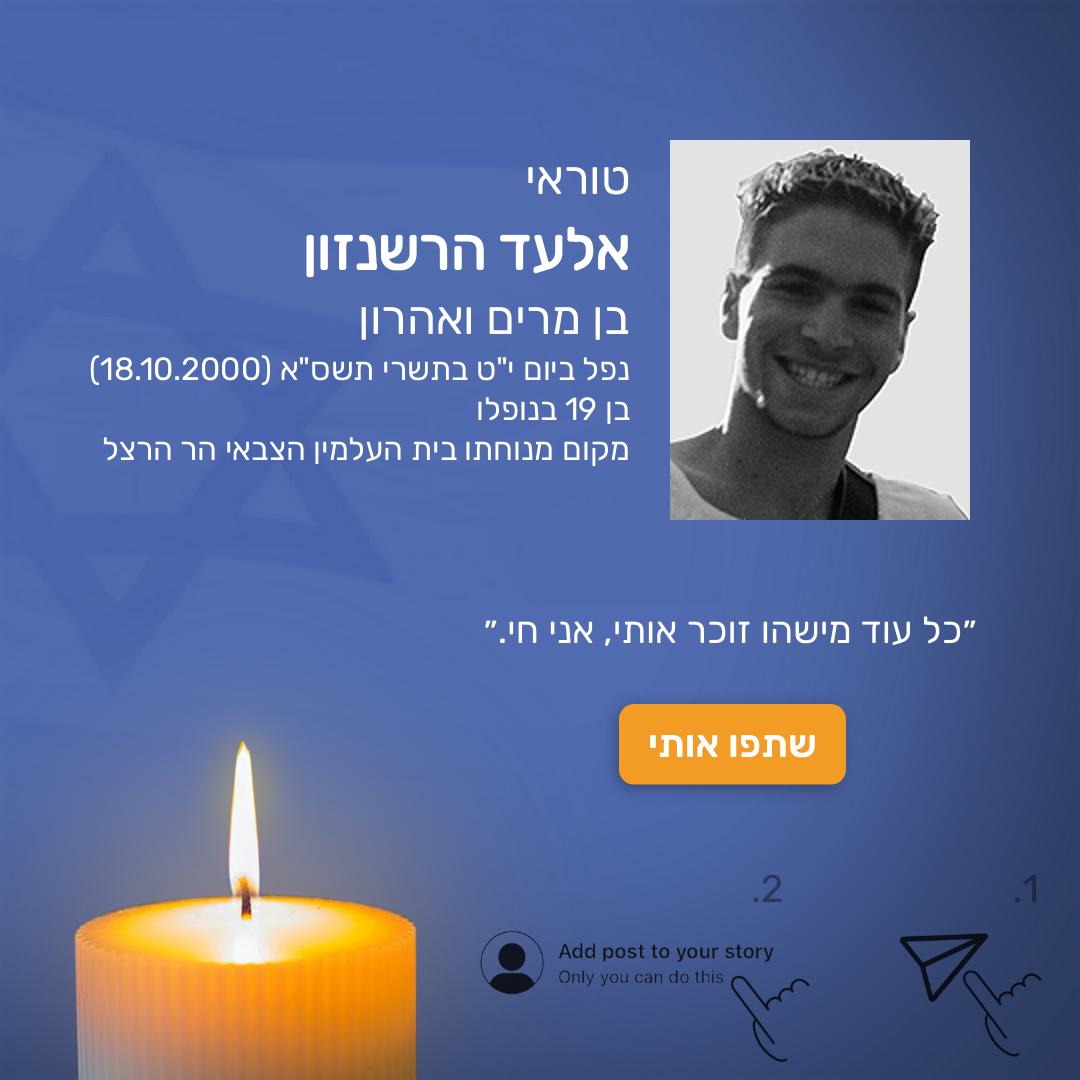 טוראי
אלעד הרשנזון
בן מרים ואהרון
נפל ביום י"ט בתשרי תשס"א (18.10.2000)
בן 19 בנופלו
מקום מנוחתו בית העלמין הצבאי הר הרצל
״כל עוד מישהו זוכר אותי, אני חי.״
שתפו אותי
1.
2.
Add post to your story
Only you can do this